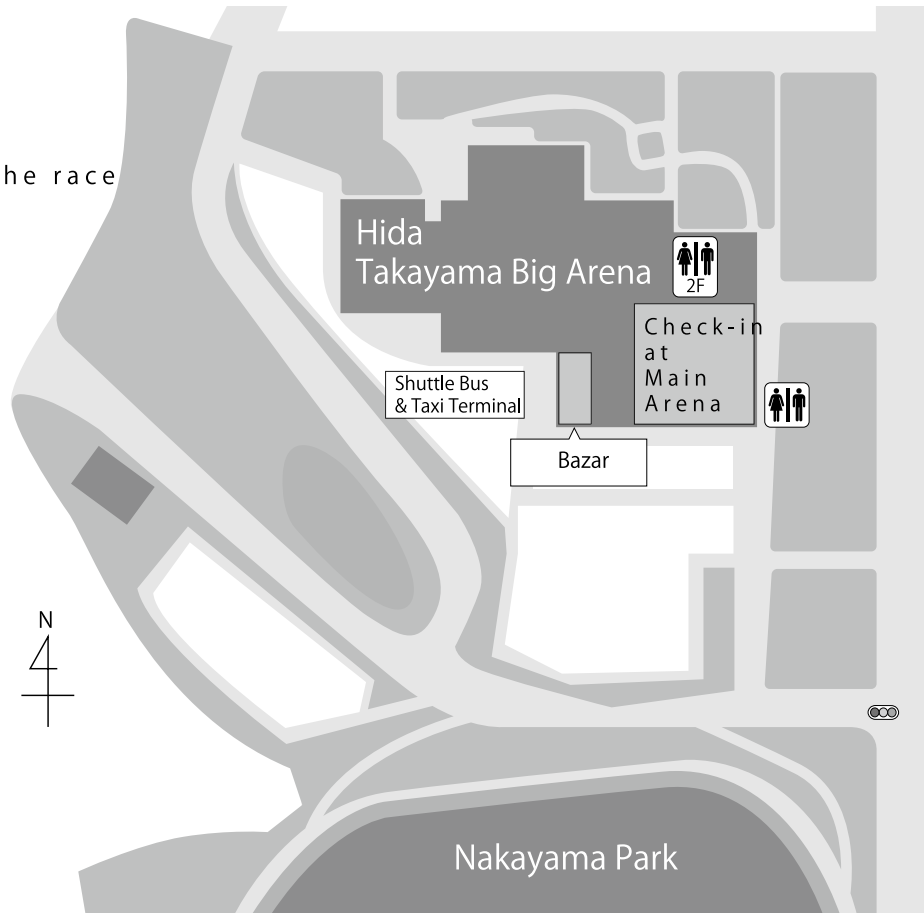 he race
Hida
Takayama Big Arena
2F
Check-in
at
Main
Arena
Shuttle Bus
& Taxi Terminal
Bazar
N
Nakayama Park